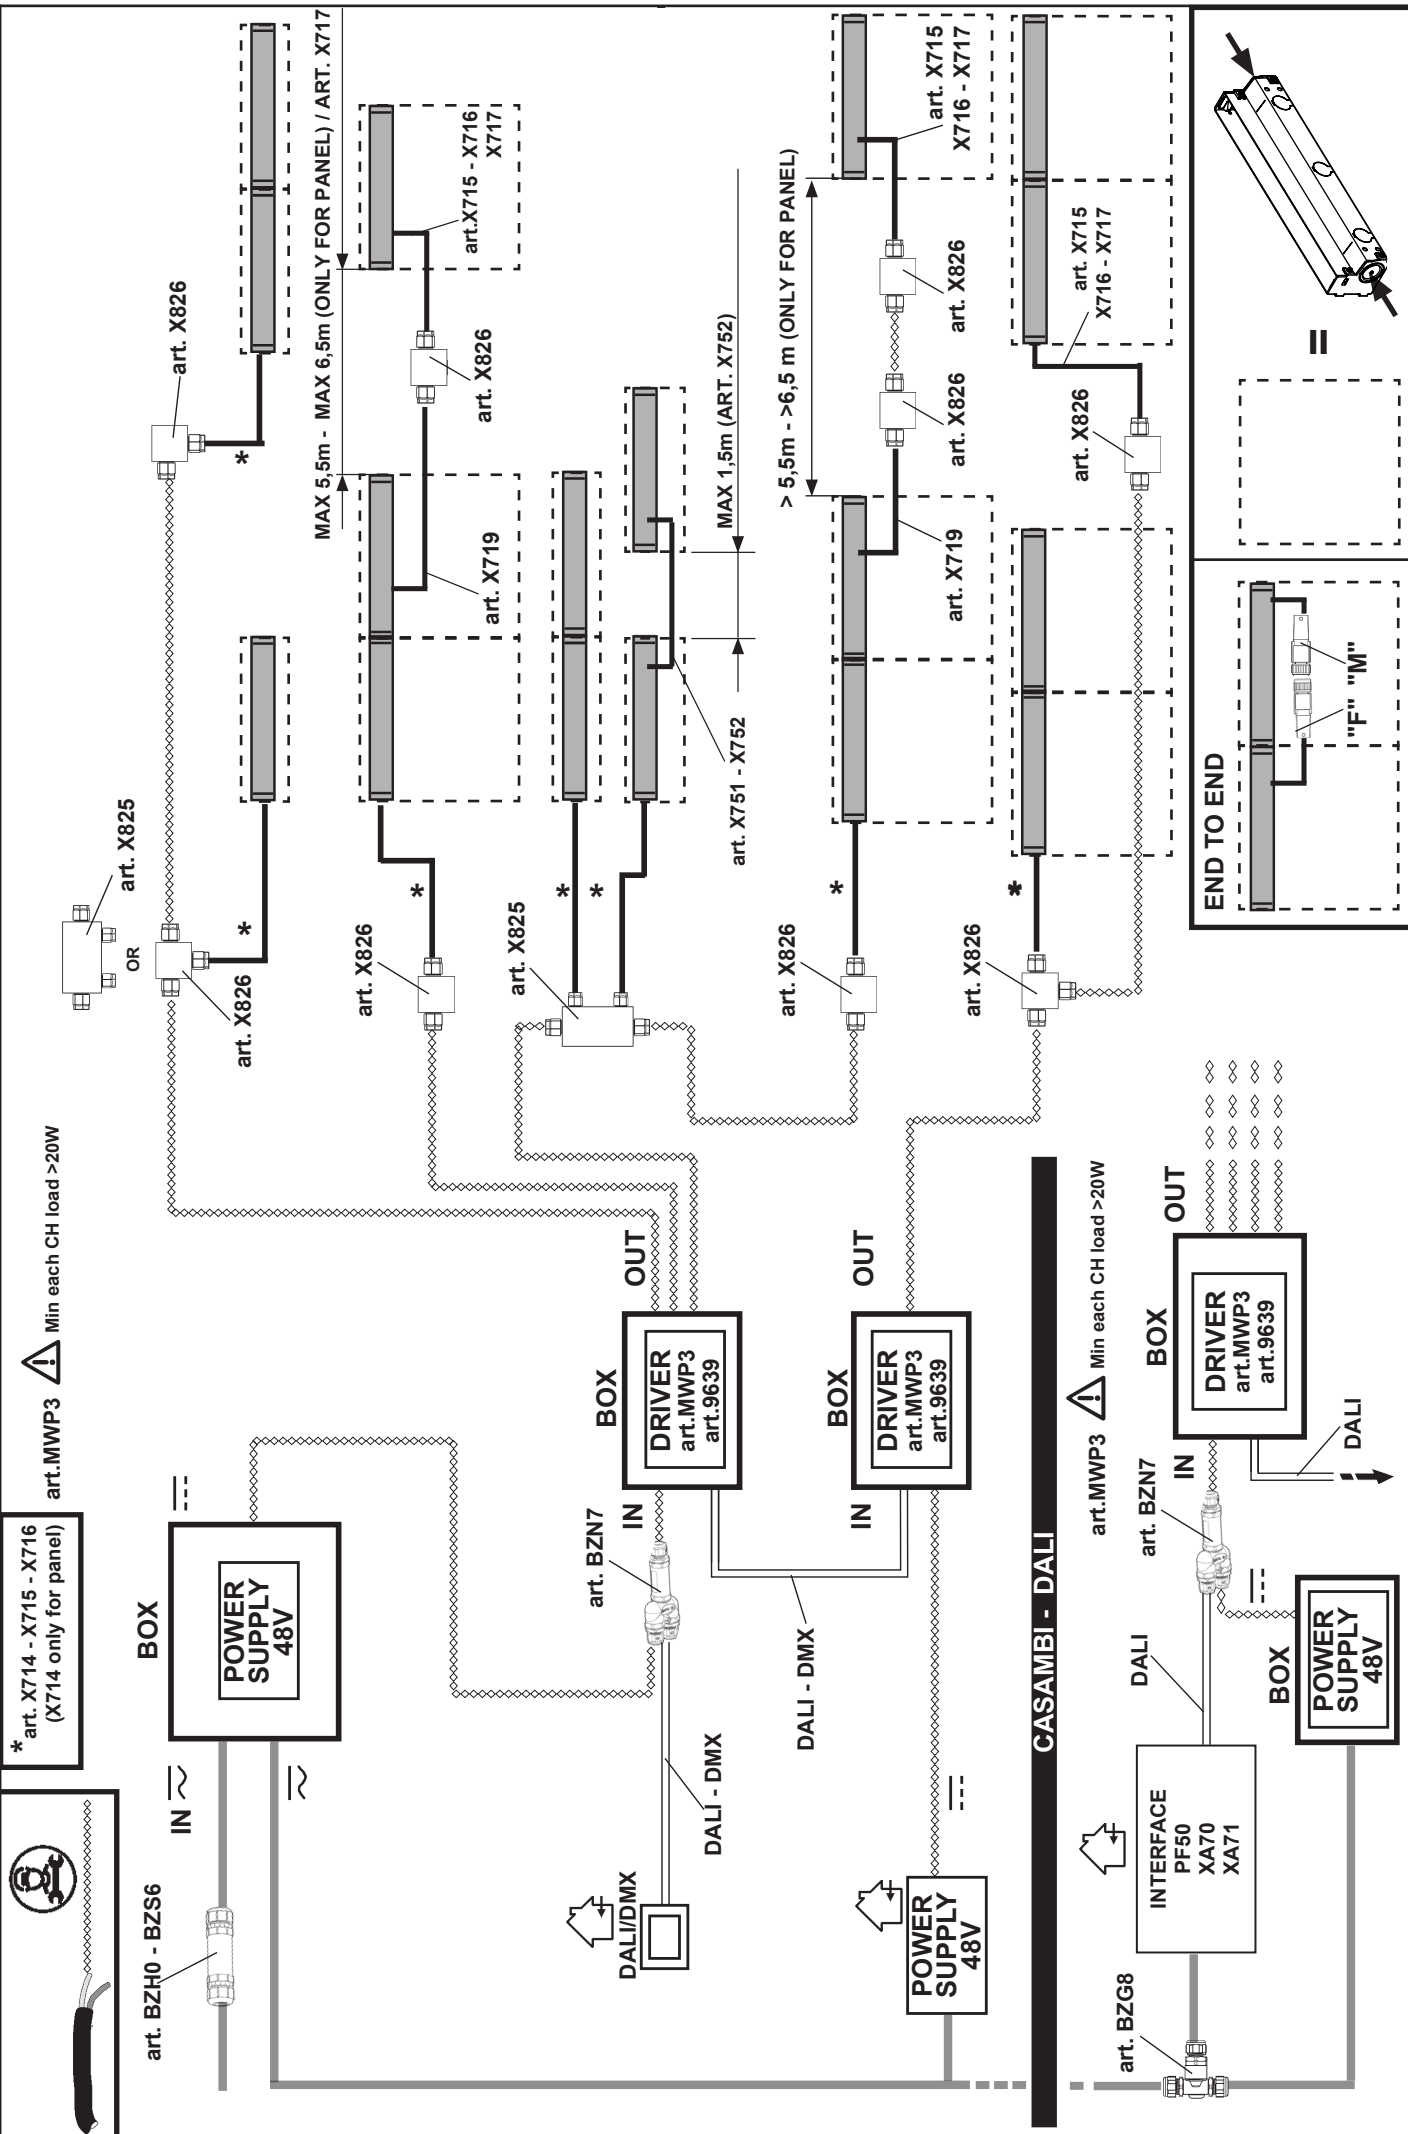 * art. X714 - X715 - X716
(X714 only for panel)
art.MWP3
Min each CH load >20W
art. BZH0 - BZS6
IN
BOX
POWER
SUPPLY
48V
art. X825
OR
art. X826
*
art. X826
*
MAX 5,5m - MAX 6,5m (ONLY FOR PANEL) / ART. X717
art. X826
*
art. X719
art. X826
art.X715 - X716
X717
art. X825
*
*
art. X751 - X752
MAX 1,5m (ART. X752)
DALI/DMX
DALI - DMX
art. BZN7
IN
BOX
DRIVER
art.MWP3
art.9639
OUT
DALI - DMX
art. X826
*
art. X719
> 5,5m - >6,5 m (ONLY FOR PANEL)
art. X826
art. X826
art. X715
X716 - X717
POWER
SUPPLY
48V
IN
BOX
DRIVER
art.MWP3
art.9639
OUT
art. X826
*
art. X826
art. X715
X716 - X717
CASAMBI - DALI
art.MWP3
Min each CH load >20W
art. BZG8
INTERFACE
PF50
XA70
XA71
DALI
art. BZN7
IN
BOX
DRIVER
art.MWP3
art.9639
OUT
DALI
BOX
POWER
SUPPLY
48V
END TO END
"F" "M"
=